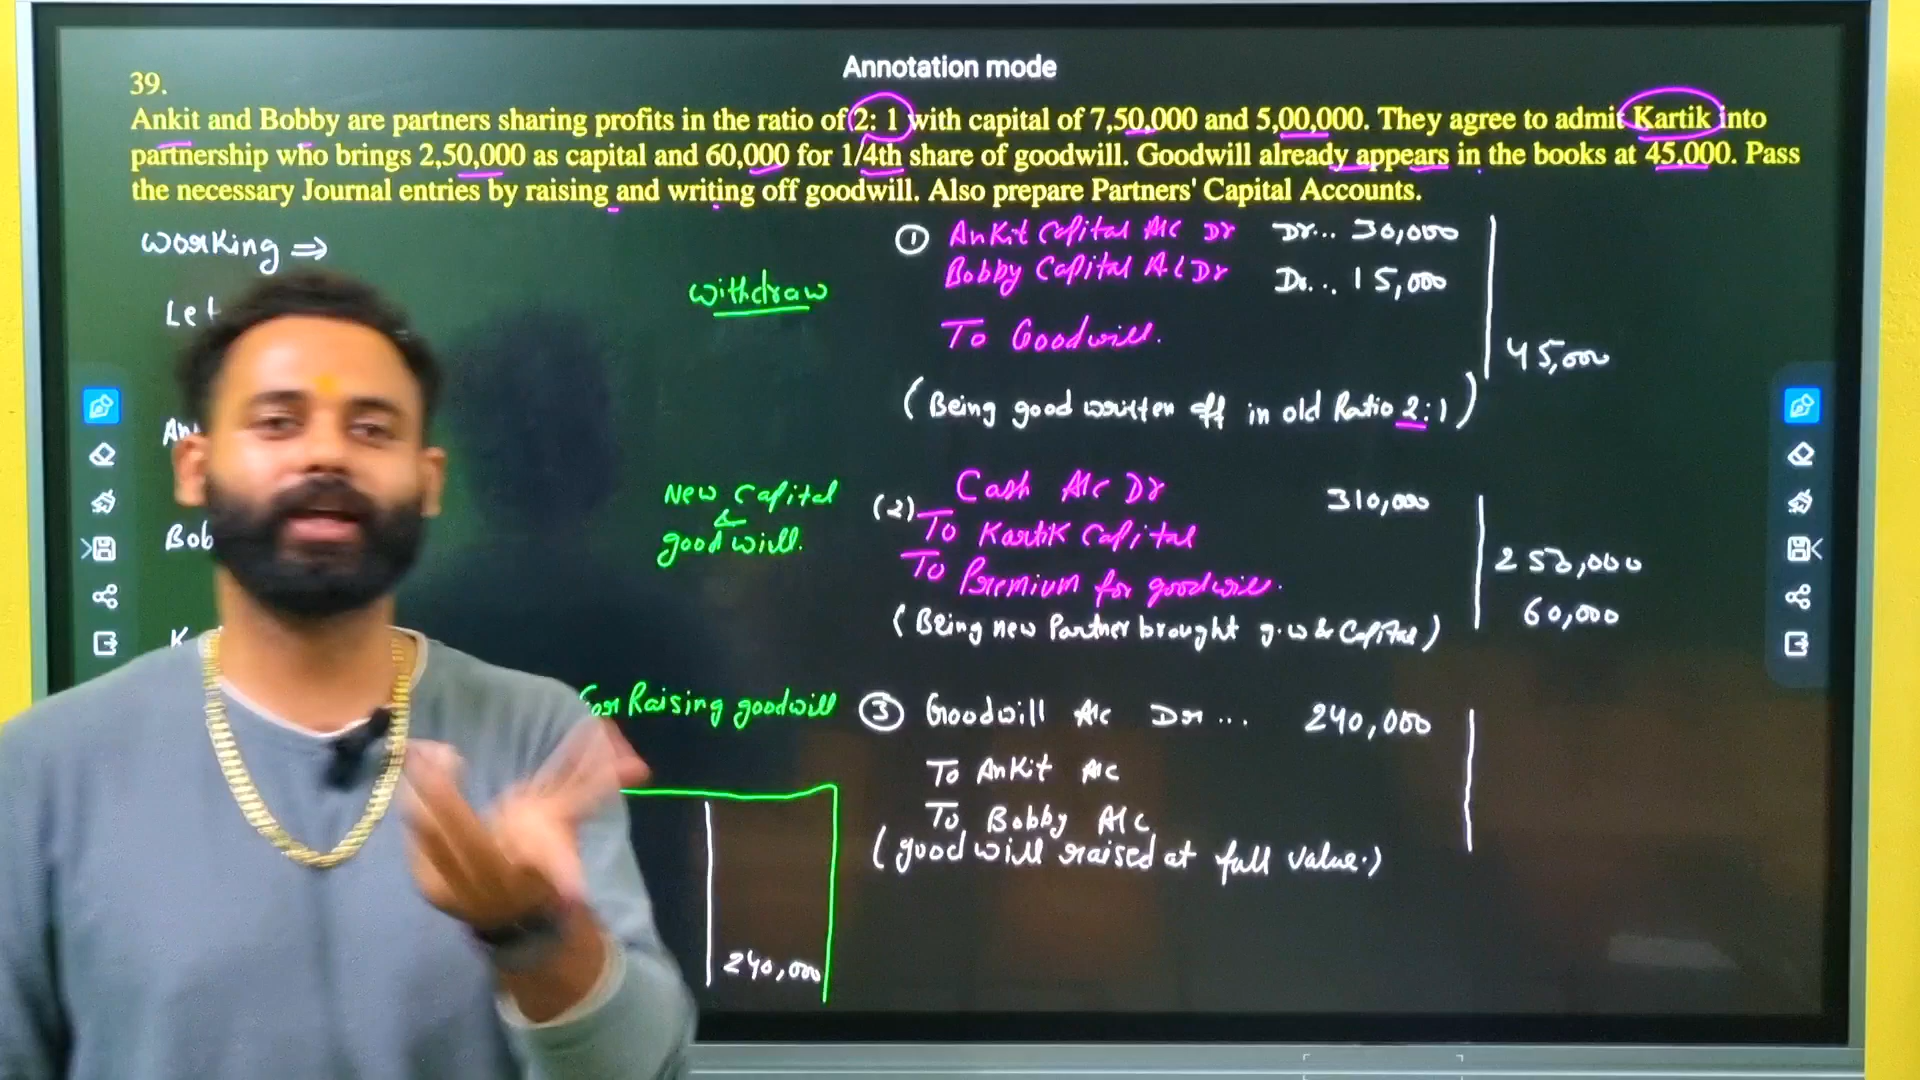 Annotation mode
39.
Ankit and Bobby are partners sharing profits in the ratio of 2: 1 with capital of 7,50,000 and 5,00,000. They agree to admit Kartik into
partnership who brings 2,50,000 as capital and 60,000 for 1/4th share of goodwill. Goodwill already appears in the books at 45,000. Pass
the necessary Journal entries by raising and writing off goodwill. Also prepare Partners' Capital Accounts.
Working ⇒
Let
withdraw
① Ankit Capital A/c Dr Dr... 30,000
Bobby Capital A/c Dr Dr... 15,000
To Goodwill.
45,000
(Being good written off in old Ratio 2:1)
Bob
New Capital
&
goodwill.
(2) Cash A/c Dr 310,000
To Kartik Capital
250,000
To Premium for goodwill.
60,000
(Being new Partner brought g.w & Capital)
K
for Raising goodwill
③ Goodwill A/c Dr... 240,000
To Ankit A/c
To Bobby A/c
(goodwill raised at full value.)
240,000